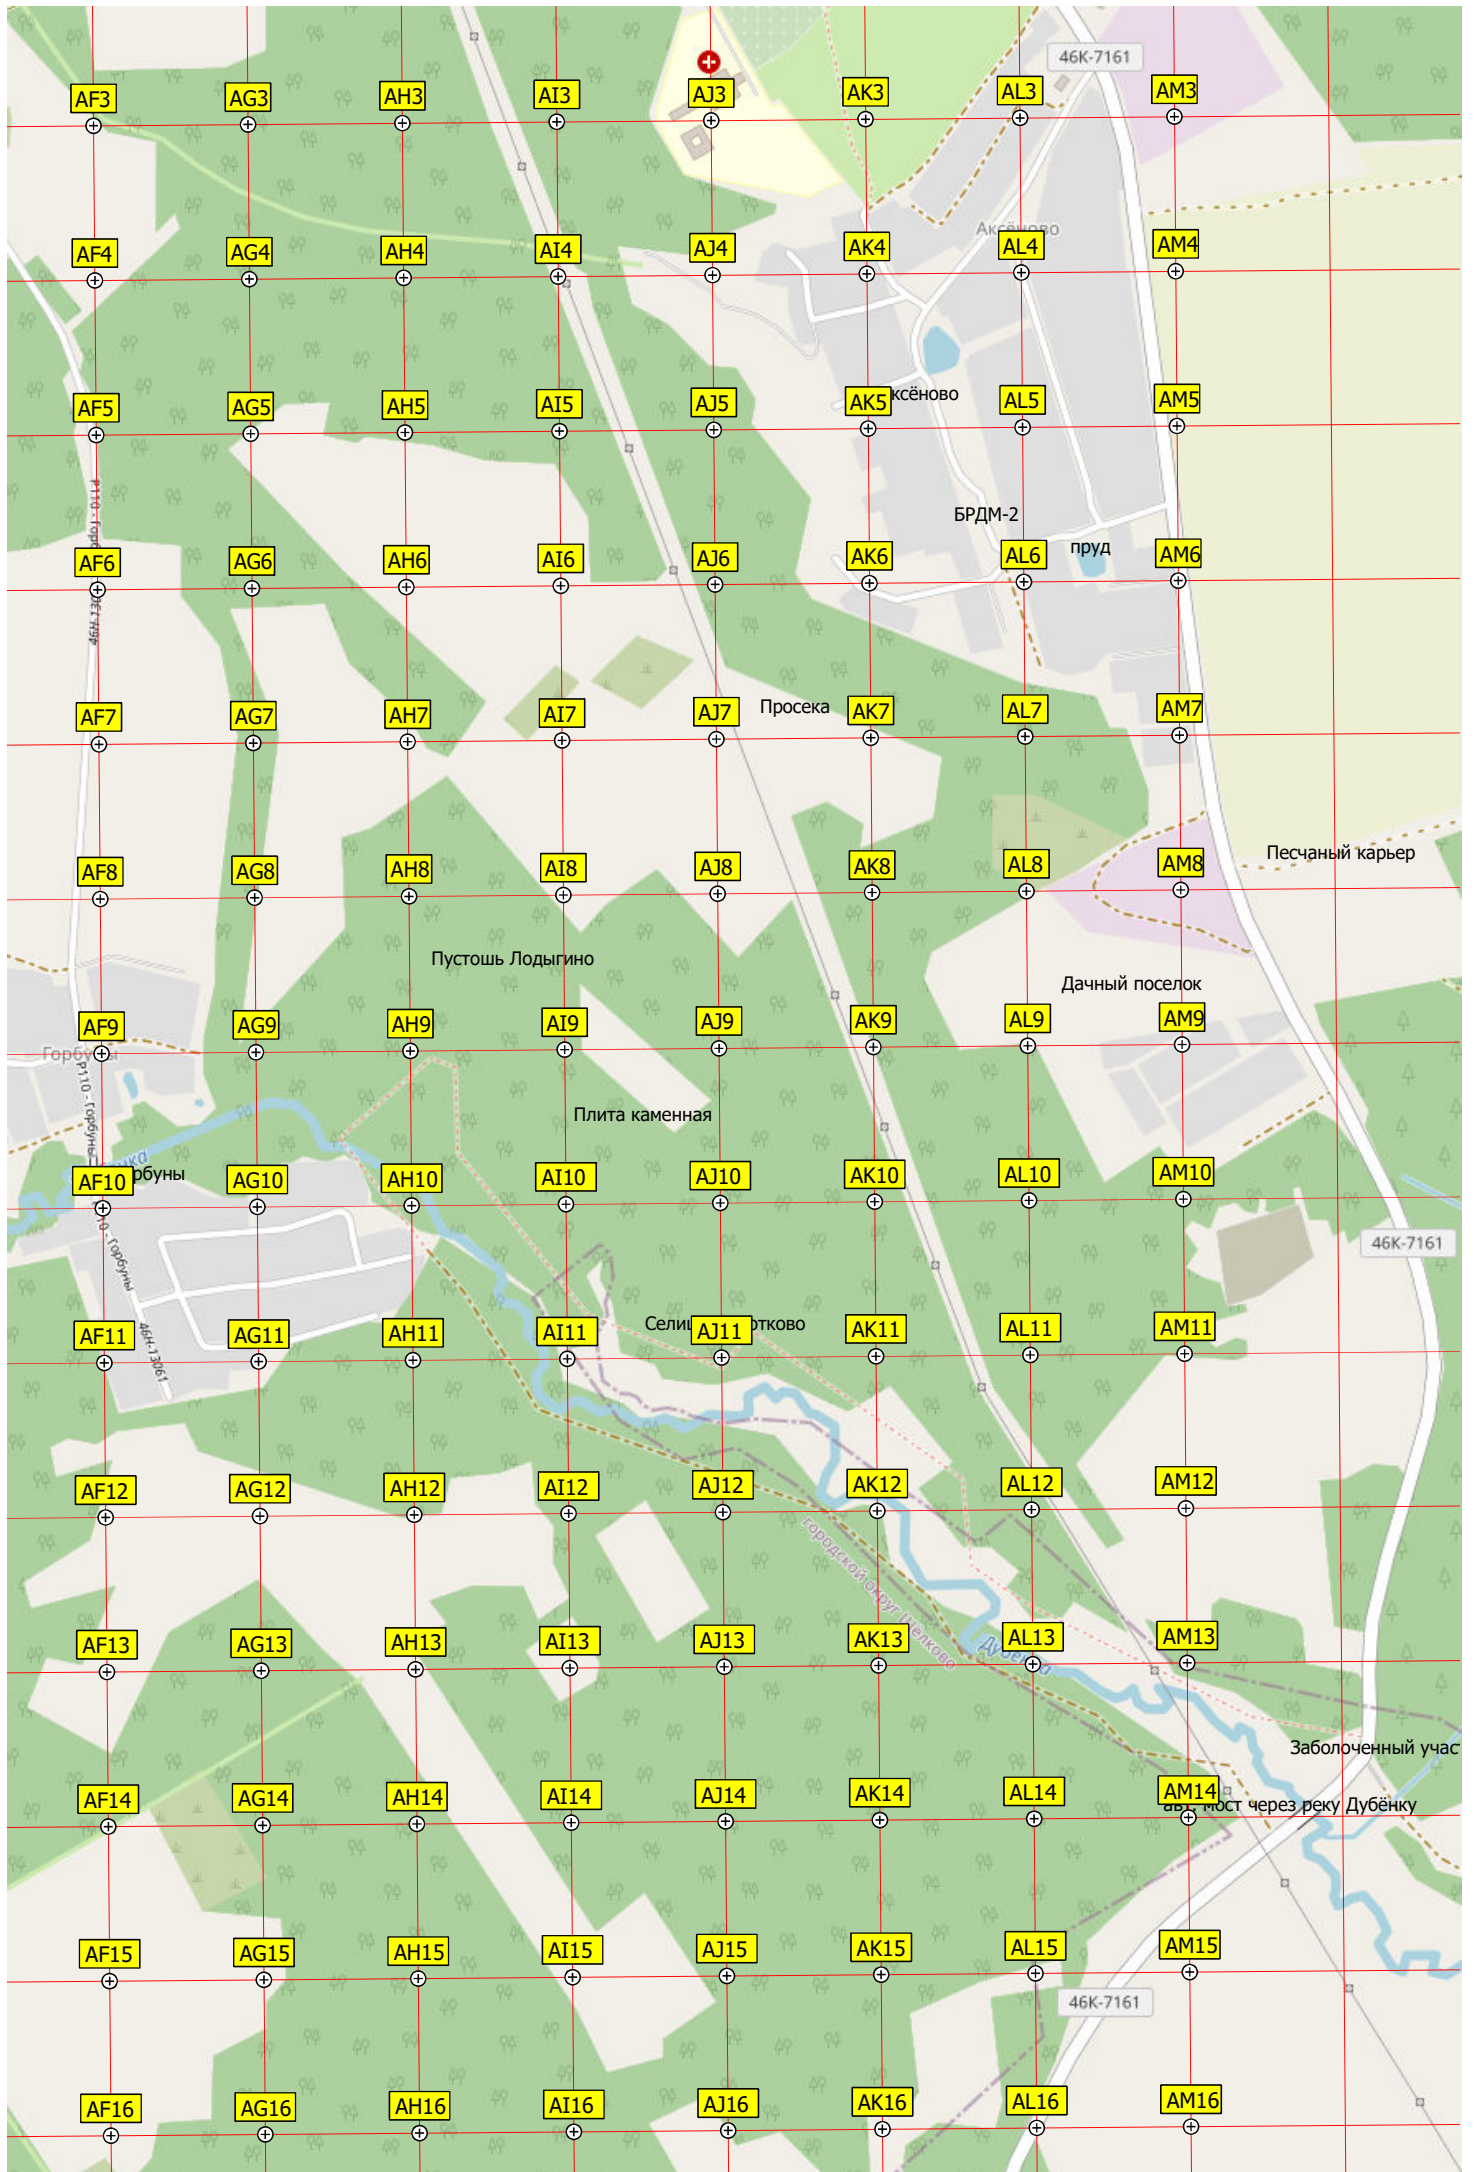 46К-7161
AF3 AG3 AH3 AI3 AJ3 AK3 AL3 AM3
Аксёново
AF4 AG4 AH4 AI4 AJ4 AK4 AL4 AM4
ксёново
AF5 AG5 AH5 AI5 AJ5 AK5 AL5 AM5
БРДМ-2
пруд
AF6 AG6 AH6 AI6 AJ6 AK6 AL6 AM6
Просека
AF7 AG7 AH7 AI7 AJ7 AK7 AL7 AM7
Песчаный карьер
AF8 AG8 AH8 AI8 AJ8 AK8 AL8 AM8
Пустошь Лодыгино
Дачный поселок
AF9 AG9 AH9 AI9 AJ9 AK9 AL9 AM9
Горбуны
Р110 - Горбуны
Плита каменная
рбуны
AF10 AG10 AH10 AI10 AJ10 AK10 AL10 AM10
10 - Горбуны
46К-7161
46Н-13061
AF11 AG11 AH11 AI11 AJ11 AK11 AL11 AM11
AF12 AG12 AH12 AI12 AJ12 AK12 AL12 AM12
городской округ Щёлково
Дубенка
AF13 AG13 AH13 AI13 AJ13 AK13 AL13 AM13
Заболоченный учас
AF14 AG14 AH14 AI14 AJ14 AK14 AL14 AM14
мост через реку Дубёнку
AF15 AG15 AH15 AI15 AJ15 AK15 AL15 AM15
46К-7161
AF16 AG16 AH16 AI16 AJ16 AK16 AL16 AM16